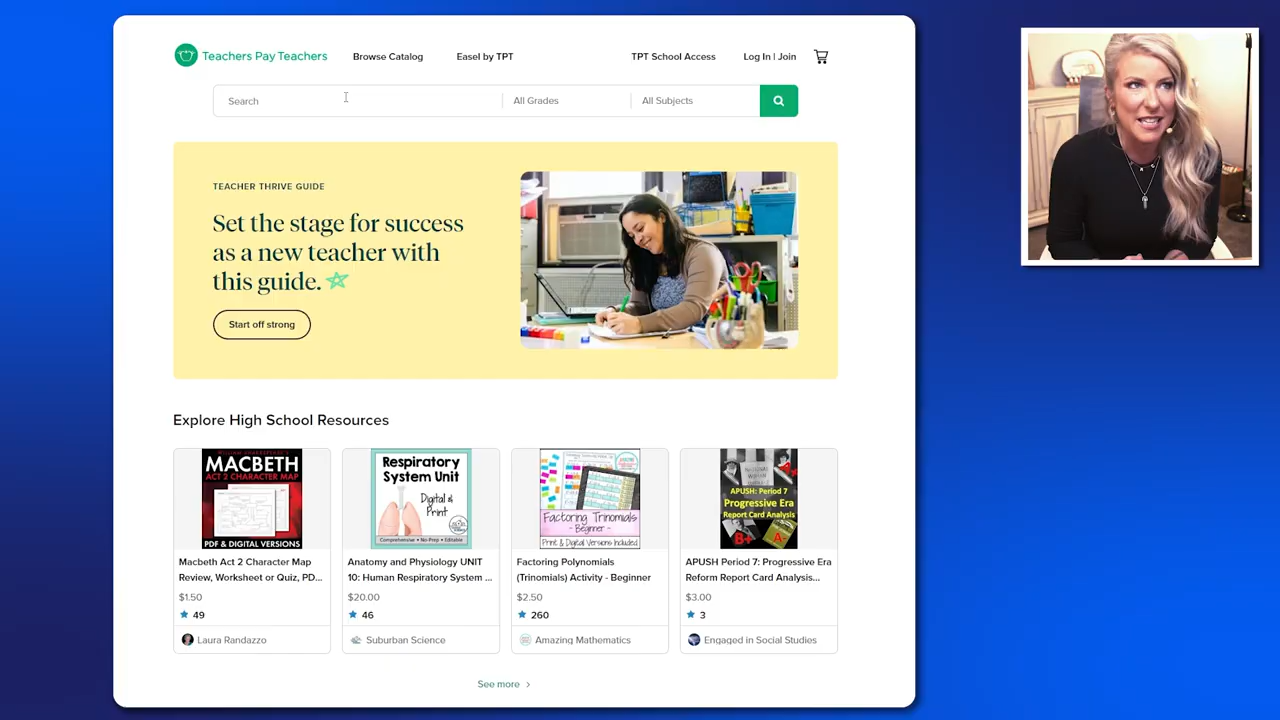 Teachers Pay Teachers
Browse Catalog
Easel by TPT
TPT School Access
Log In | Join
Search
All Grades
All Subjects
TEACHER THRIVE GUIDE
Set the stage for success
as a new teacher with
this guide.
Start off strong
Explore High School Resources
MACBETH
ACT 2 CHARACTER MAP
PDF & DIGITAL VERSIONS
Macbeth Act 2 Character Map
Review, Worksheet or Quiz, PD...
$1.50
49
Laura Randazzo
Respiratory
System Unit
Digital &
Print
Comprehensive • No-Prep • Editable
Anatomy and Physiology UNIT
10: Human Respiratory System ...
$20.00
46
Suburban Science
Factoring Trinomials
- Beginner -
Print & Digital Versions Included
Factoring Polynomials
(Trinomials) Activity - Beginner
$2.50
260
Amazing Mathematics
APUSH: Period 7
Progressive Era
Report Card Analysis
B+
A-
APUSH Period 7: Progressive Era
Reform Report Card Analysis...
$3.00
3
Engaged in Social Studies
See more >